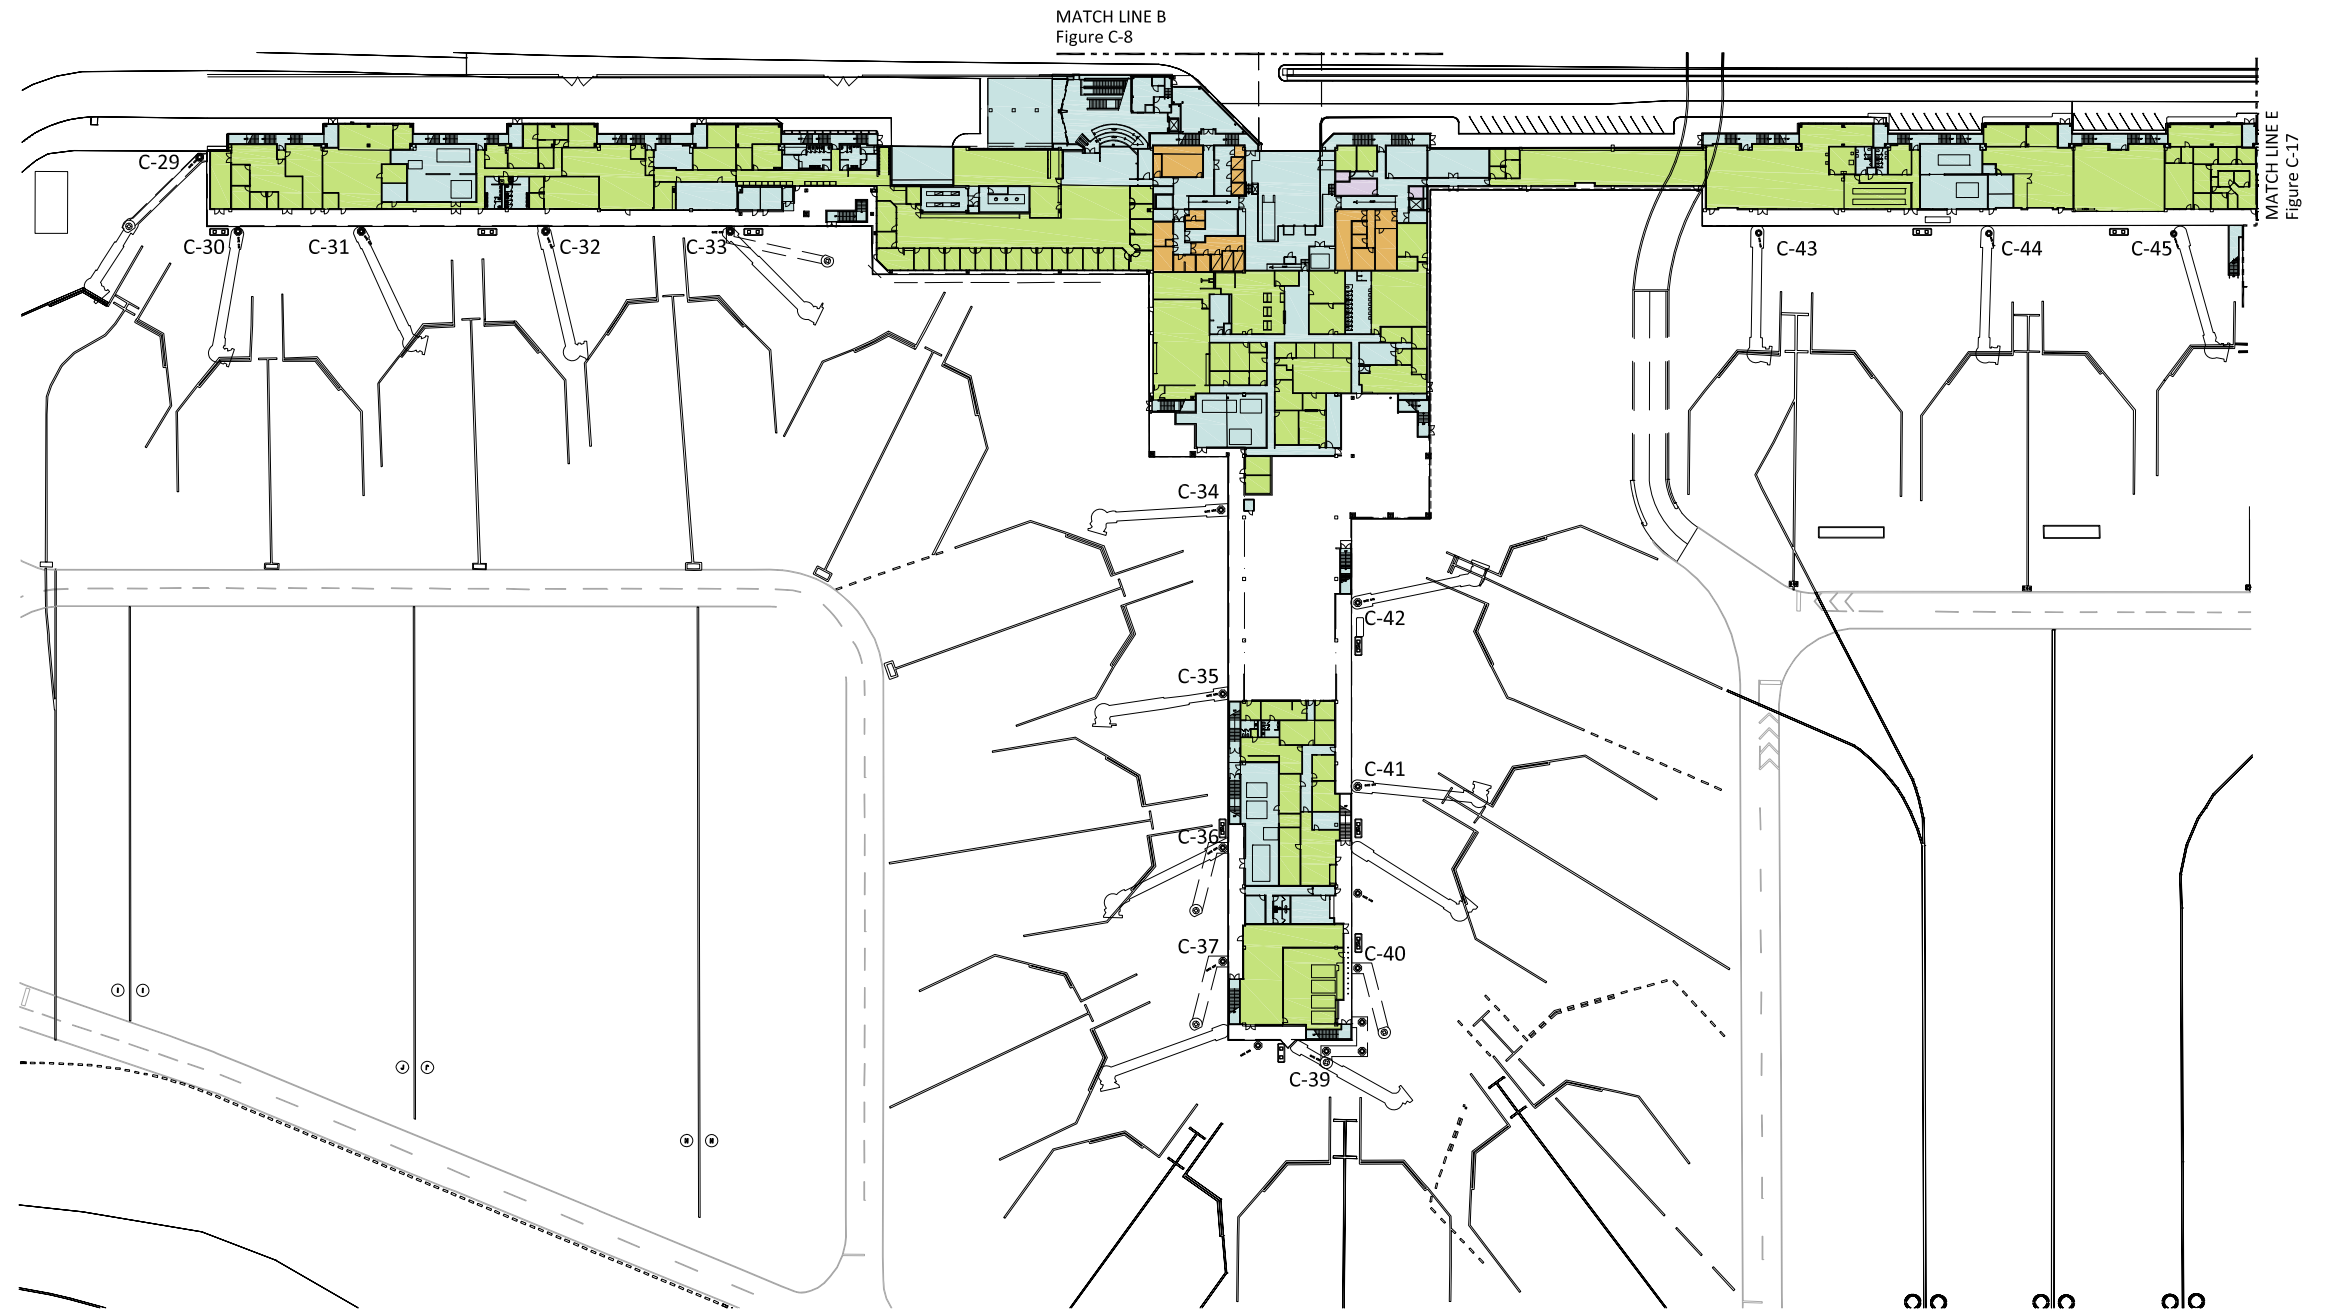 MATCH LINE B
Figure C-8
MATCH LINE E
Figure C-17
C-29
C-30
C-31
C-32
C-33
C-43
C-44
C-45
C-34
C-42
C-35
C-41
C-36
C-37
C-40
C-39